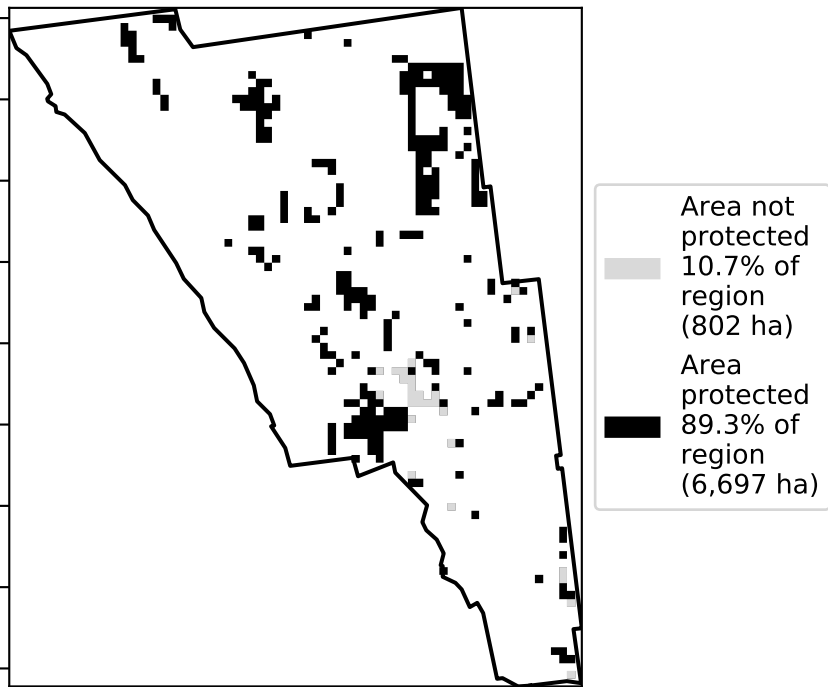 Area not
protected
10.7% of
region
(802 ha)
Area
protected
89.3% of
region
(6,697 ha)